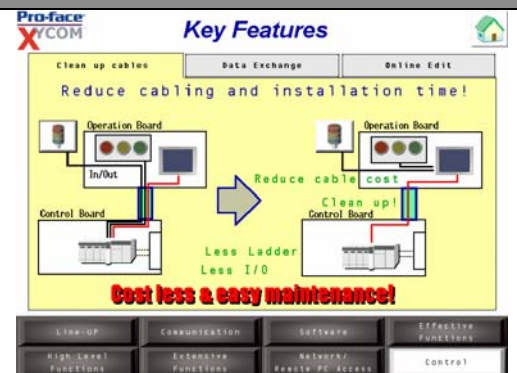 Pro-face
XYCOM
Key Features
Clean up cables
Data Exchange
Online Edit
Reduce cabling and installation time!
Operation Board
Operation Board
In/Out
Reduce cable cost
Clean up!
Control Board
Control Board
Less Ladder
Less I/O
Cost less & easy maintenance!
Line-UP
Communication
Software
Effective
Functions
High Level
Functions
Extensive
Functions
Network/
Remote PC Access
Control